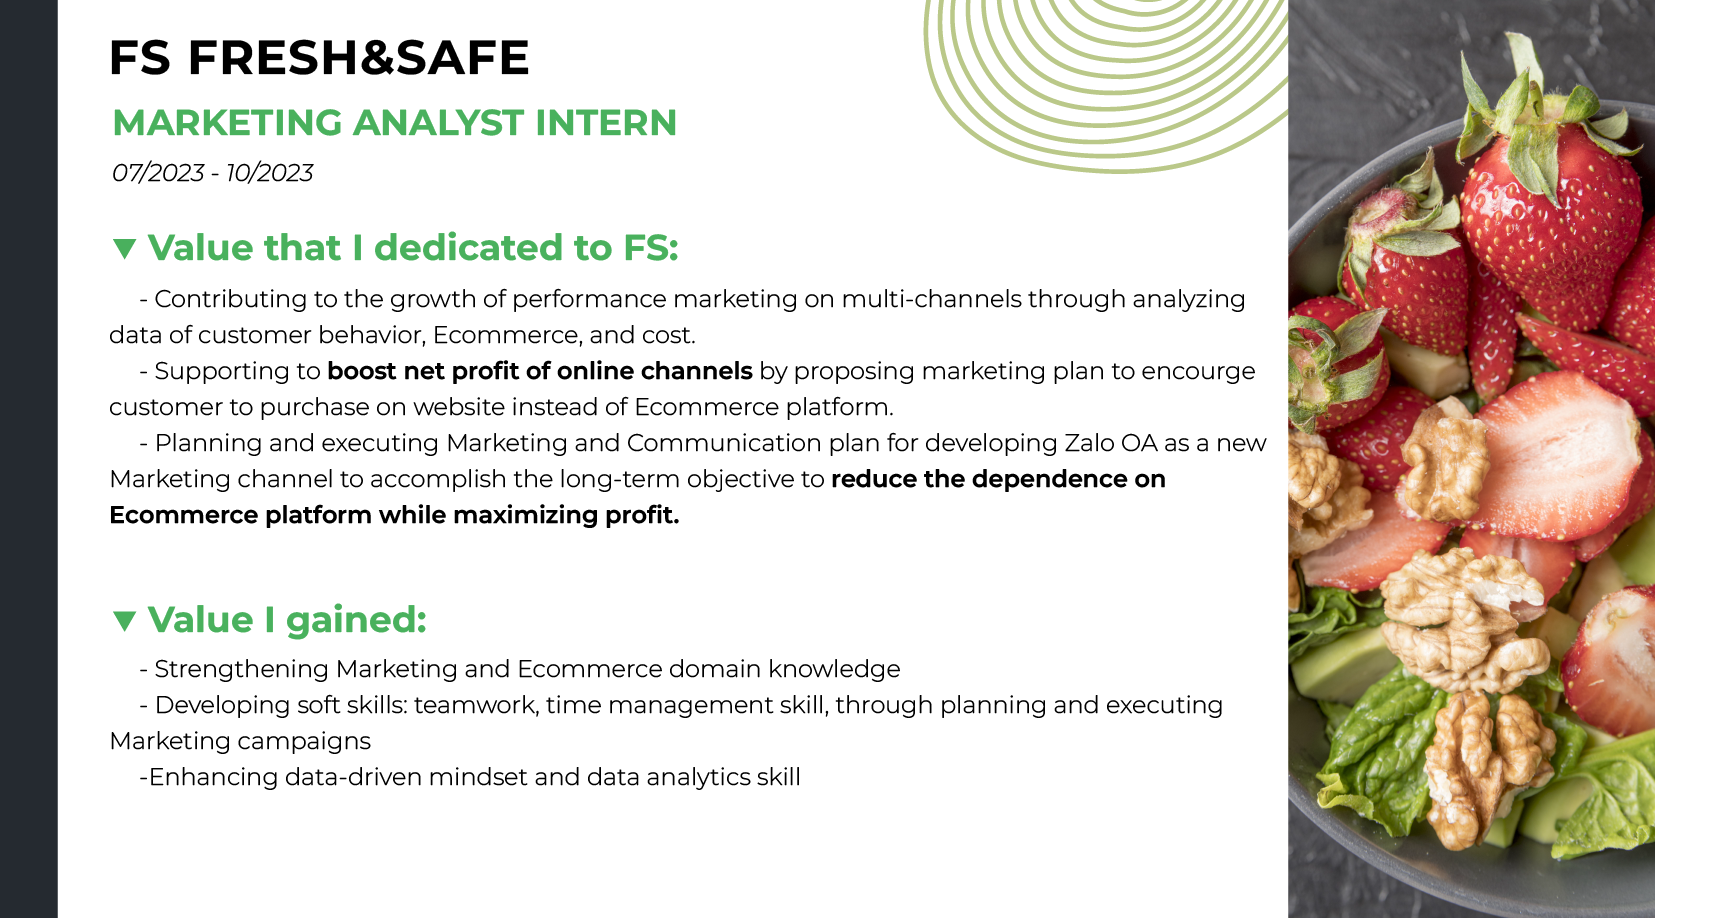 FS FRESH&SAFE
MARKETING ANALYST INTERN
07/2023 - 10/2023
▼ Value that I dedicated to FS:
- Contributing to the growth of performance marketing on multi-channels through analyzing
data of customer behavior, Ecommerce, and cost.
- Supporting to boost net profit of online channels by proposing marketing plan to encourge
customer to purchase on website instead of Ecommerce platform.
- Planning and executing Marketing and Communication plan for developing Zalo OA as a new
Marketing channel to accomplish the long-term objective to reduce the dependence on
Ecommerce platform while maximizing profit.
▼ Value I gained:
- Strengthening Marketing and Ecommerce domain knowledge
- Developing soft skills: teamwork, time management skill, through planning and executing
Marketing campaigns
-Enhancing data-driven mindset and data analytics skill